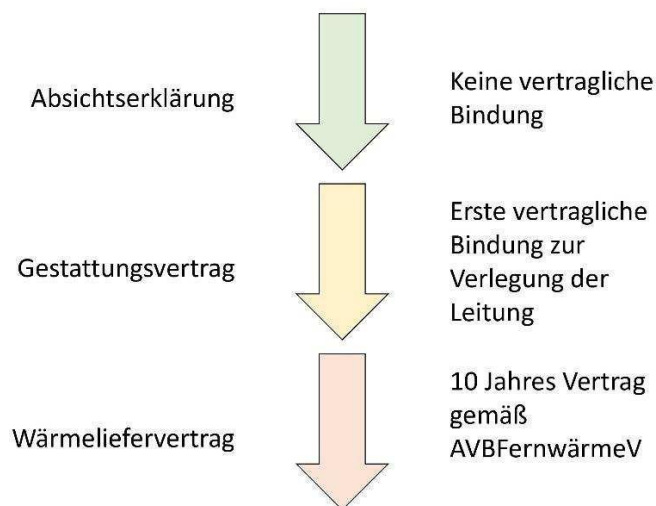 Absichtserklärung
Keine vertragliche
Bindung
Gestattungsvertrag
Erste vertragliche
Bindung zur
Verlegung der
Leitung
Wärmeliefervertrag
10 Jahres Vertrag
gemäß
AVBFernwärmeV